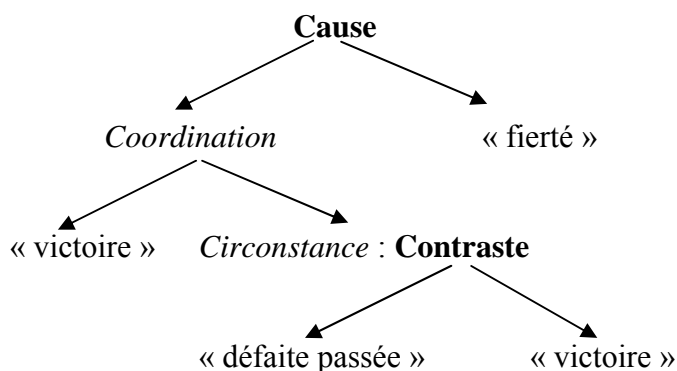 Cause
Coordination « fierté »
« victoire » Circonstance : Contraste
« défaite passée » « victoire »